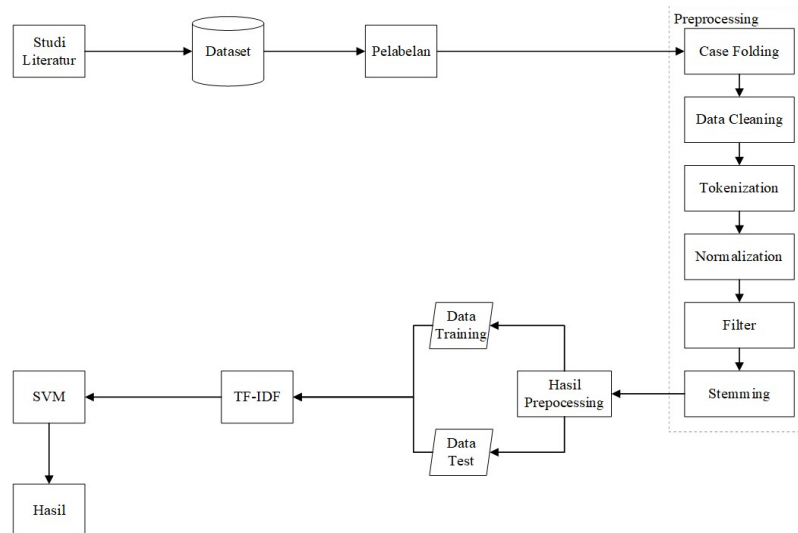 Preprocessing
Studi
Literatur
Dataset
Pelabelan
Case Folding
Data Cleaning
Tokenization
Normalization
Filter
Stemming
Hasil
Prepocessing
Data
Training
Data
Test
TF-IDF
SVM
Hasil